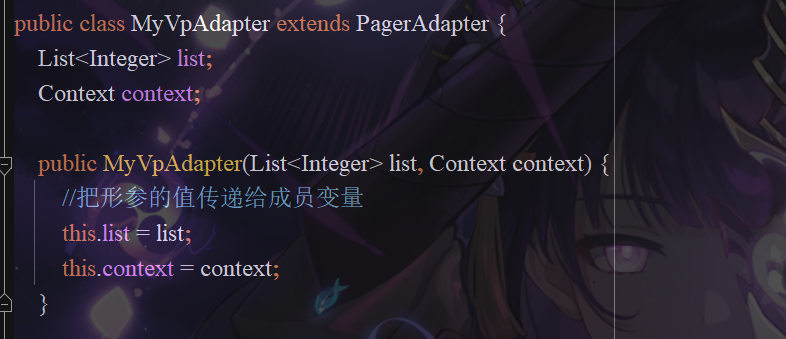 public class MyVpAdapter extends PagerAdapter {
List<Integer> list;
Context context;
public MyVpAdapter(List<Integer> list, Context context) {
//把形参的值传递给成员变量
this.list = list;
this.context = context;
}